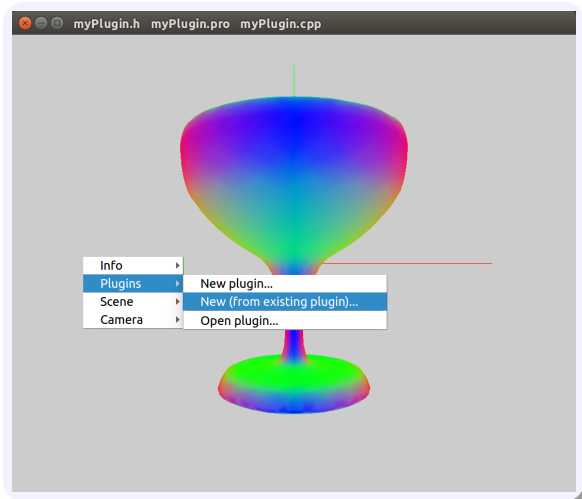 myPlugin.h myPlugin.pro myPlugin.cpp
Info
Plugins
Scene
Camera
New plugin...
New (from existing plugin)...
Open plugin...